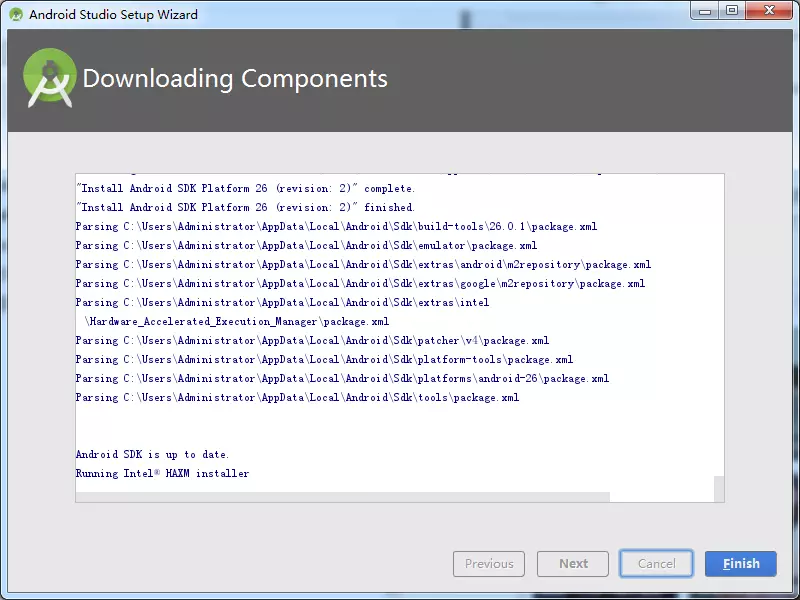 Android Studio Setup Wizard
Downloading Components
"Install Android SDK Platform 26 (revision: 2)" complete.
"Install Android SDK Platform 26 (revision: 2)" finished.
Parsing C:\Users\Administrator\AppData\Local\Android\Sdk\build-tools\26.0.1\package.xml
Parsing C:\Users\Administrator\AppData\Local\Android\Sdk\emulator\package.xml
Parsing C:\Users\Administrator\AppData\Local\Android\Sdk\extras\android\m2repository\package.xml
Parsing C:\Users\Administrator\AppData\Local\Android\Sdk\extras\google\m2repository\package.xml
Parsing C:\Users\Administrator\AppData\Local\Android\Sdk\extras\intel
\Hardware_Accelerated_Execution_Manager\package.xml
Parsing C:\Users\Administrator\AppData\Local\Android\Sdk\patcher\v4\package.xml
Parsing C:\Users\Administrator\AppData\Local\Android\Sdk\platform-tools\package.xml
Parsing C:\Users\Administrator\AppData\Local\Android\Sdk\platforms\android-26\package.xml
Parsing C:\Users\Administrator\AppData\Local\Android\Sdk\tools\package.xml
Android SDK is up to date.
Running Intel® HAXM installer
Previous
Next
Cancel
Finish